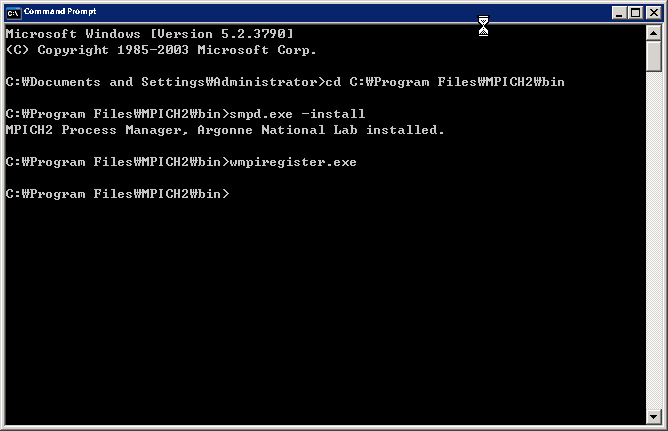 Command Prompt
Microsoft Windows [Version 5.2.3790]
(C) Copyright 1985-2003 Microsoft Corp.
C:₩Documents and Settings₩Administrator>cd C:₩Program Files₩MPICH2₩bin
C:₩Program Files₩MPICH2₩bin>smpd.exe -install
MPICH2 Process Manager, Argonne National Lab installed.
C:₩Program Files₩MPICH2₩bin>wmpiregister.exe
C:₩Program Files₩MPICH2₩bin>